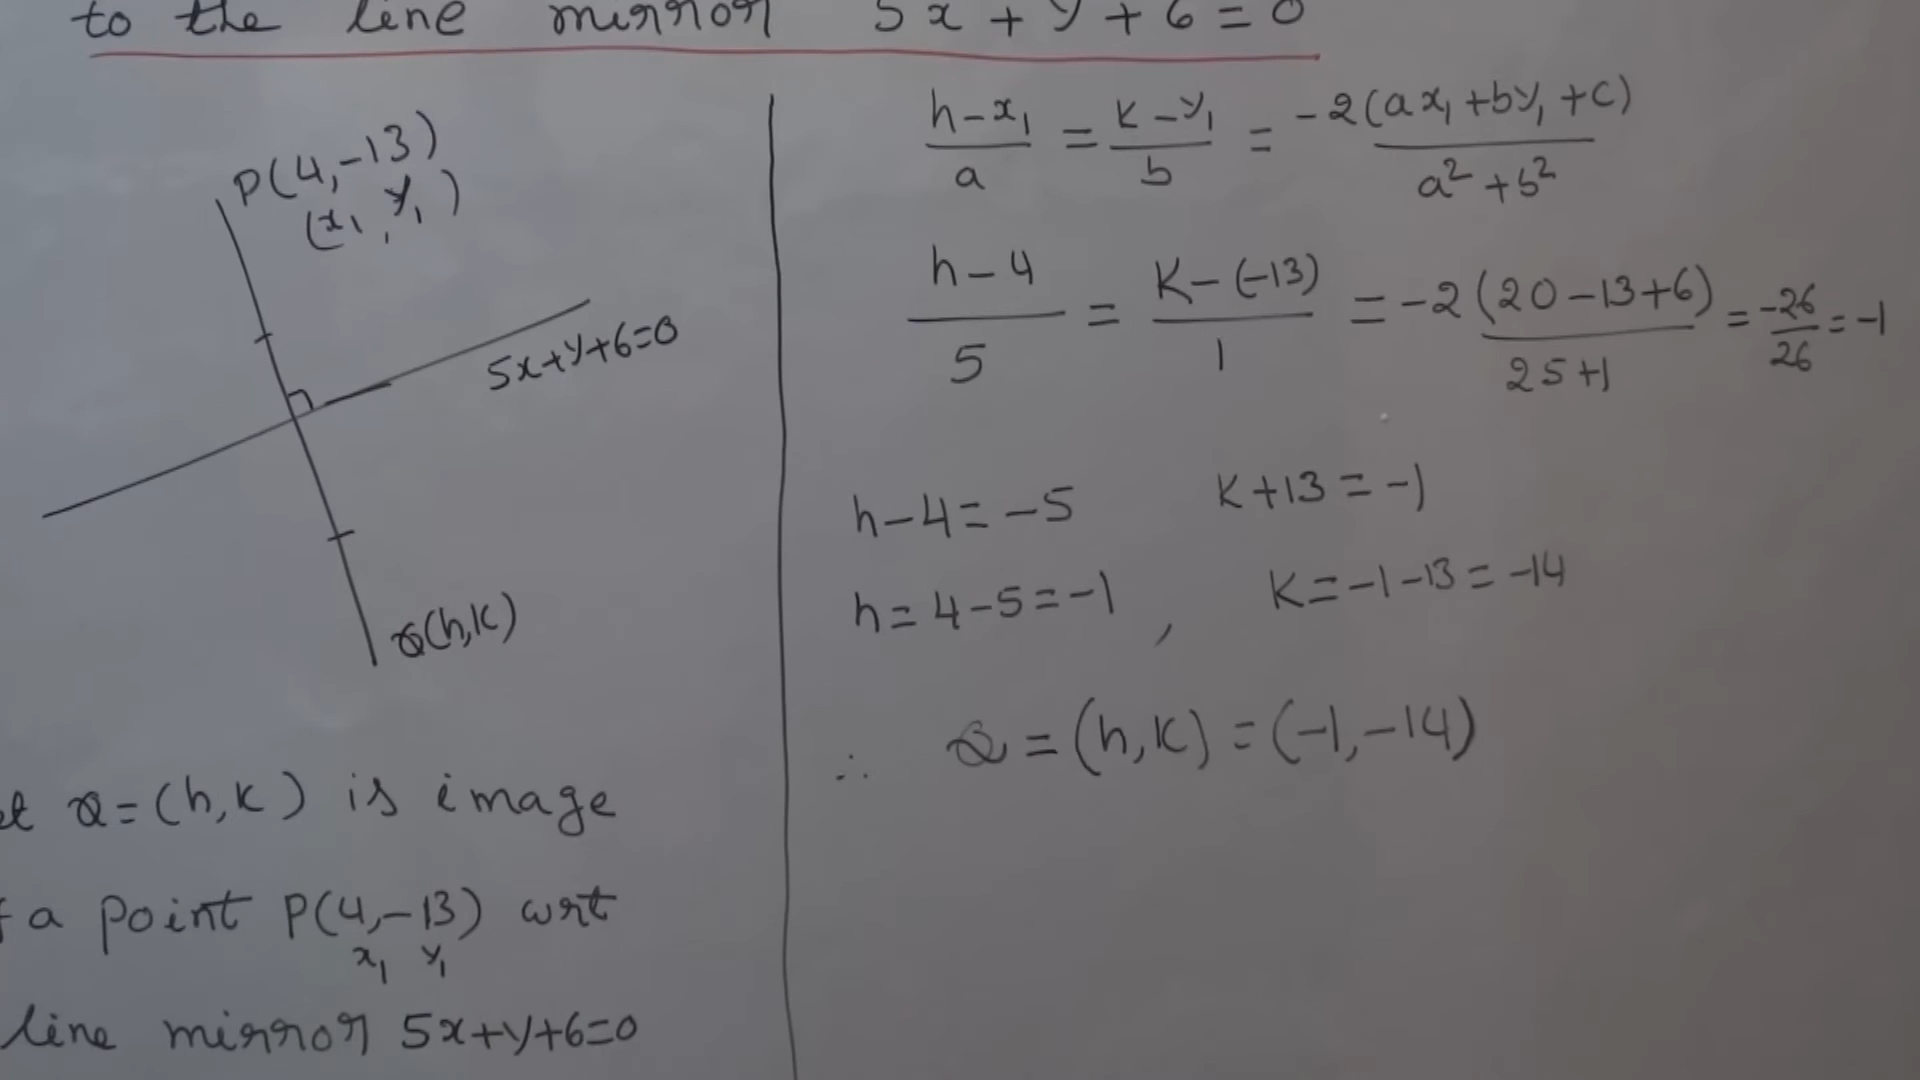 to the line mirror 5x+y+6=0
P(4,-13)
(x₁, y₁)
5x+y+6=0
Q(h,k)
Q=(h,k) is image
a point P(4,-13) wrt
x₁ y₁
line mirror 5x+y+6=0
(h-x₁)/a = (k-y₁)/b = -2(ax₁+by₁+c)/(a²+b²)
(h-4)/5 = (k-(-13))/1 = -2(20-13+6)/(25+1) = -26/26 = -1
h-4=-5 k+13=-1
h=4-5=-1, k=-1-13=-14
∴ Q=(h,k)=(-1,-14)